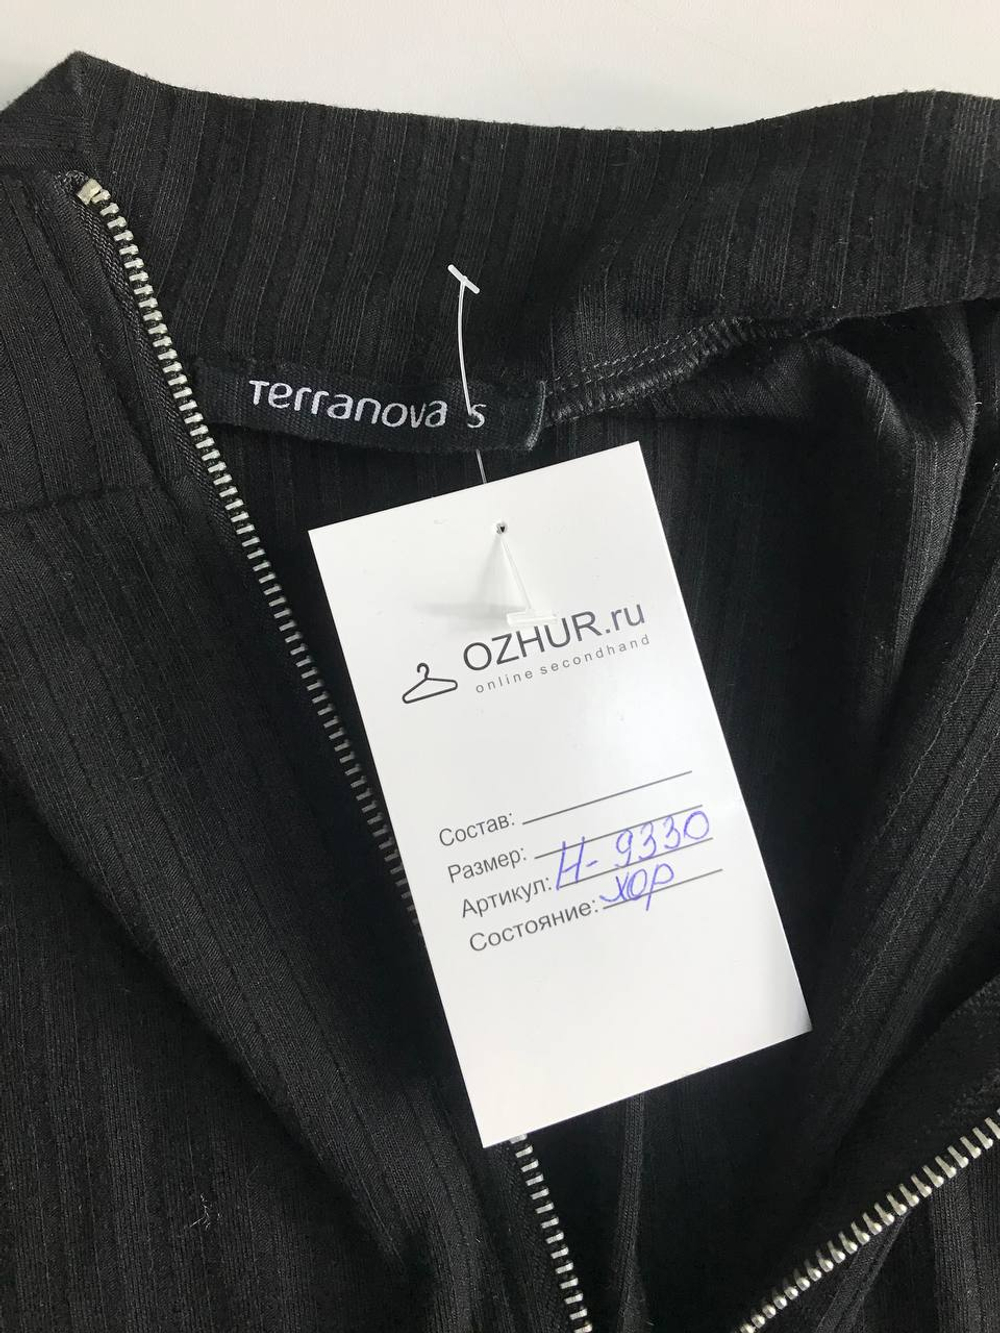 Terranova S
OZHUR.ru
online secondhand
Состав:
Размер:
Артикул: Н-9330
Состояние: хор